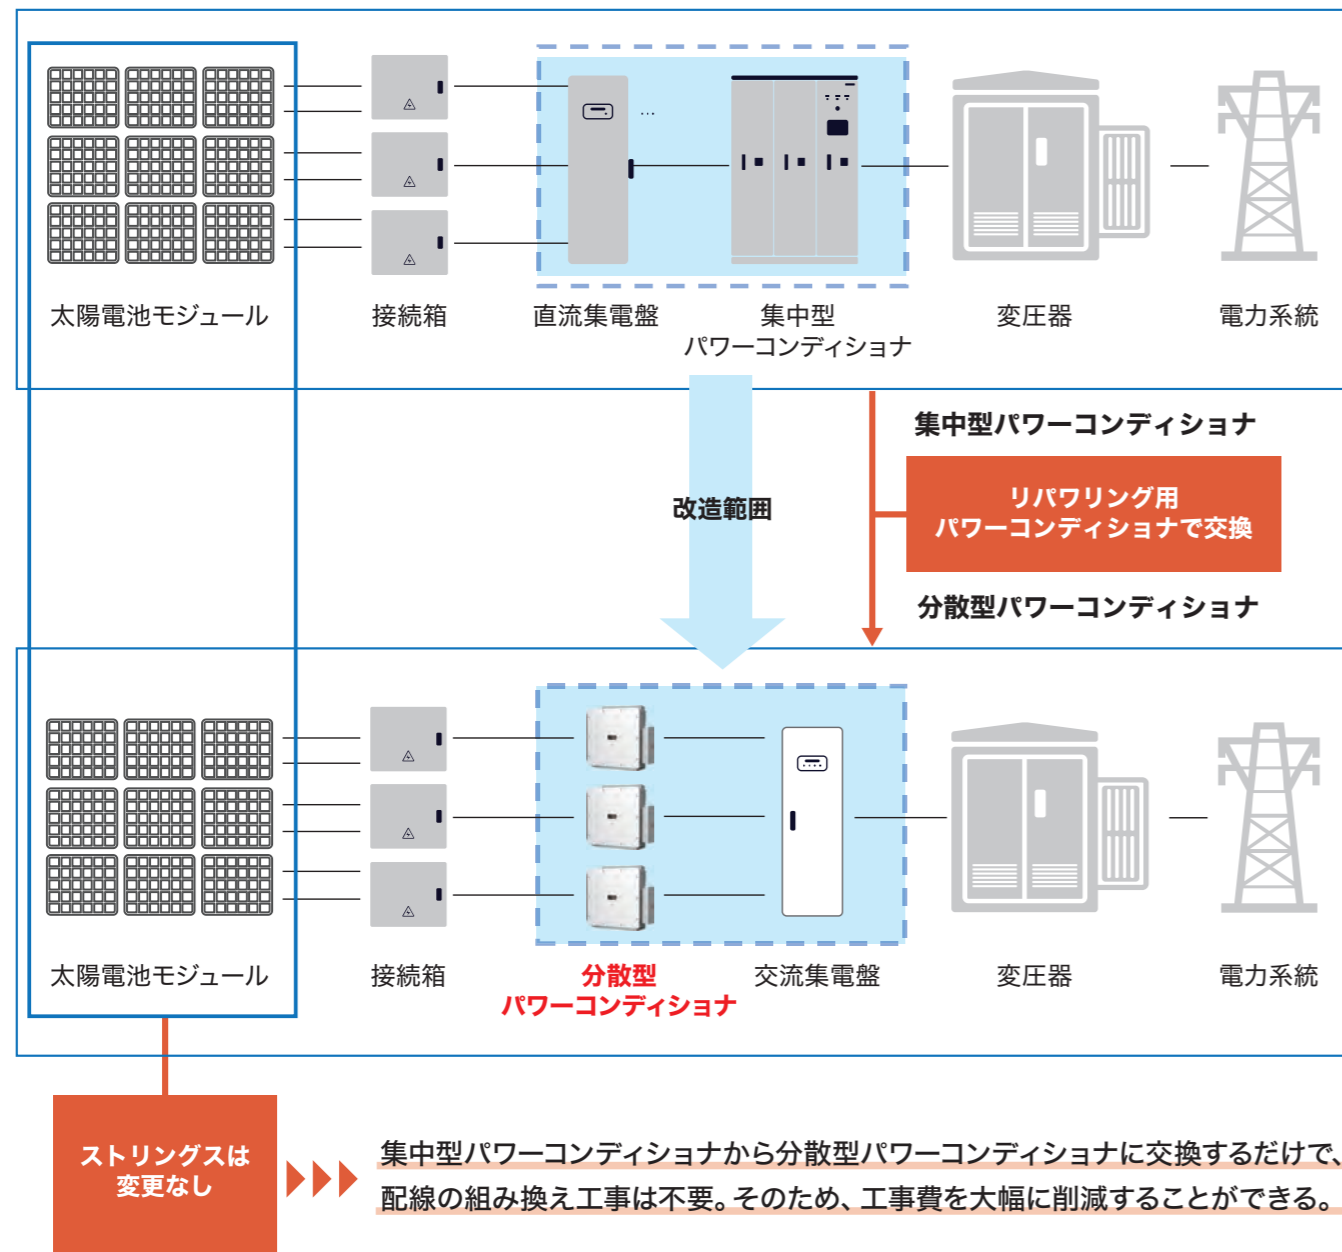 太陽電池モジュール
接続箱
直流集電盤
集中型
パワーコンディショナ
変圧器
電力系統
改造範囲
集中型パワーコンディショナ
リパワリング用
パワーコンディショナで交換
分散型パワーコンディショナ
太陽電池モジュール
接続箱
分散型
パワーコンディショナ
交流集電盤
変圧器
電力系統
ストリングスは
変更なし
集中型パワーコンディショナから分散型パワーコンディショナに交換するだけで、
配線の組み換え工事は不要。そのため、工事費を大幅に削減することができる。